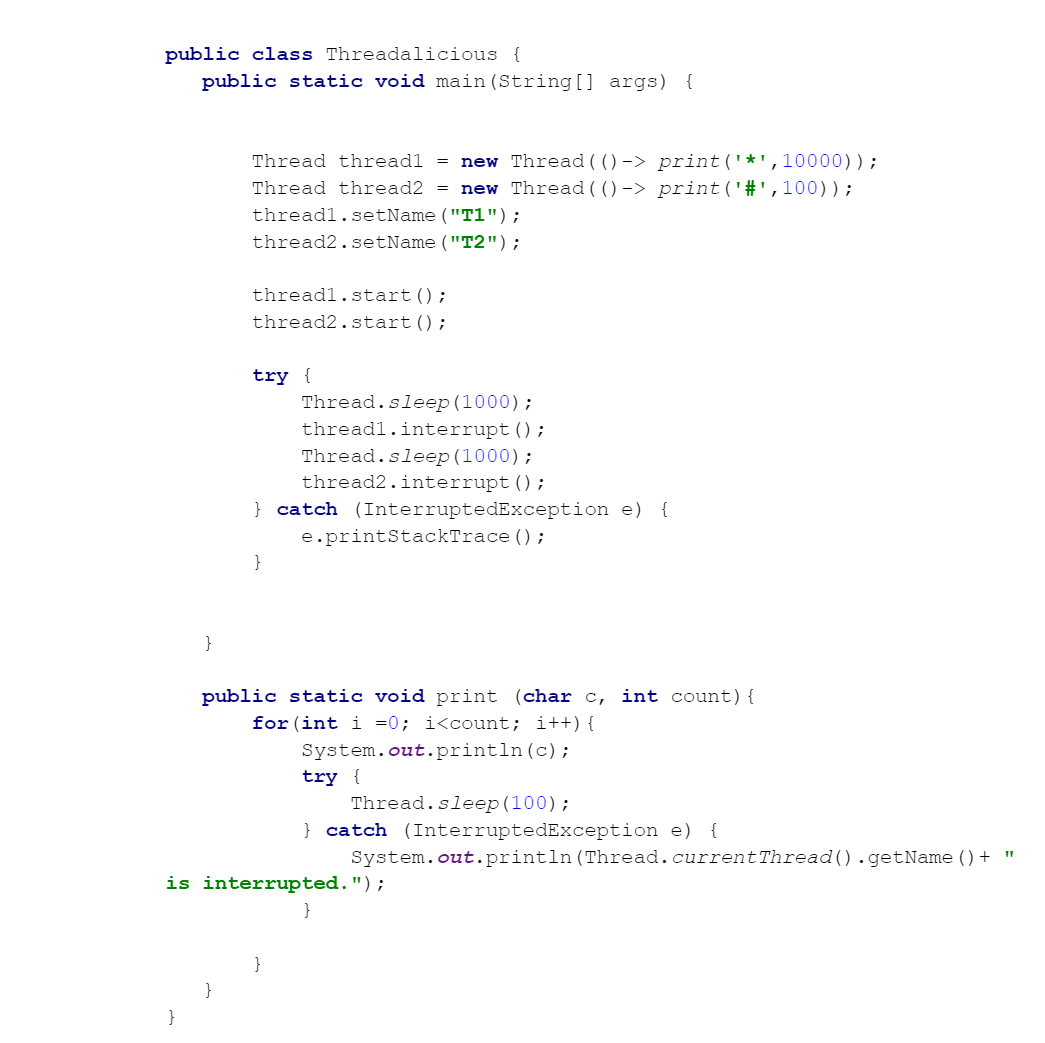 public class Threadalicious {
public static void main(String[] args) {
Thread thread1 = new Thread(()-> print('*',10000));
Thread thread2 = new Thread(()-> print('#',100));
thread1.setName("T1");
thread2.setName("T2");
thread1.start();
thread2.start();
try {
Thread.sleep(1000);
thread1.interrupt();
Thread.sleep(1000);
thread2.interrupt();
} catch (InterruptedException e) {
e.printStackTrace();
}
}
public static void print (char c, int count){
for(int i =0; i<count; i++){
System.out.println(c);
try {
Thread.sleep(100);
} catch (InterruptedException e) {
System.out.println(Thread.currentThread().getName()+ "
is interrupted.");
}
}
}
}